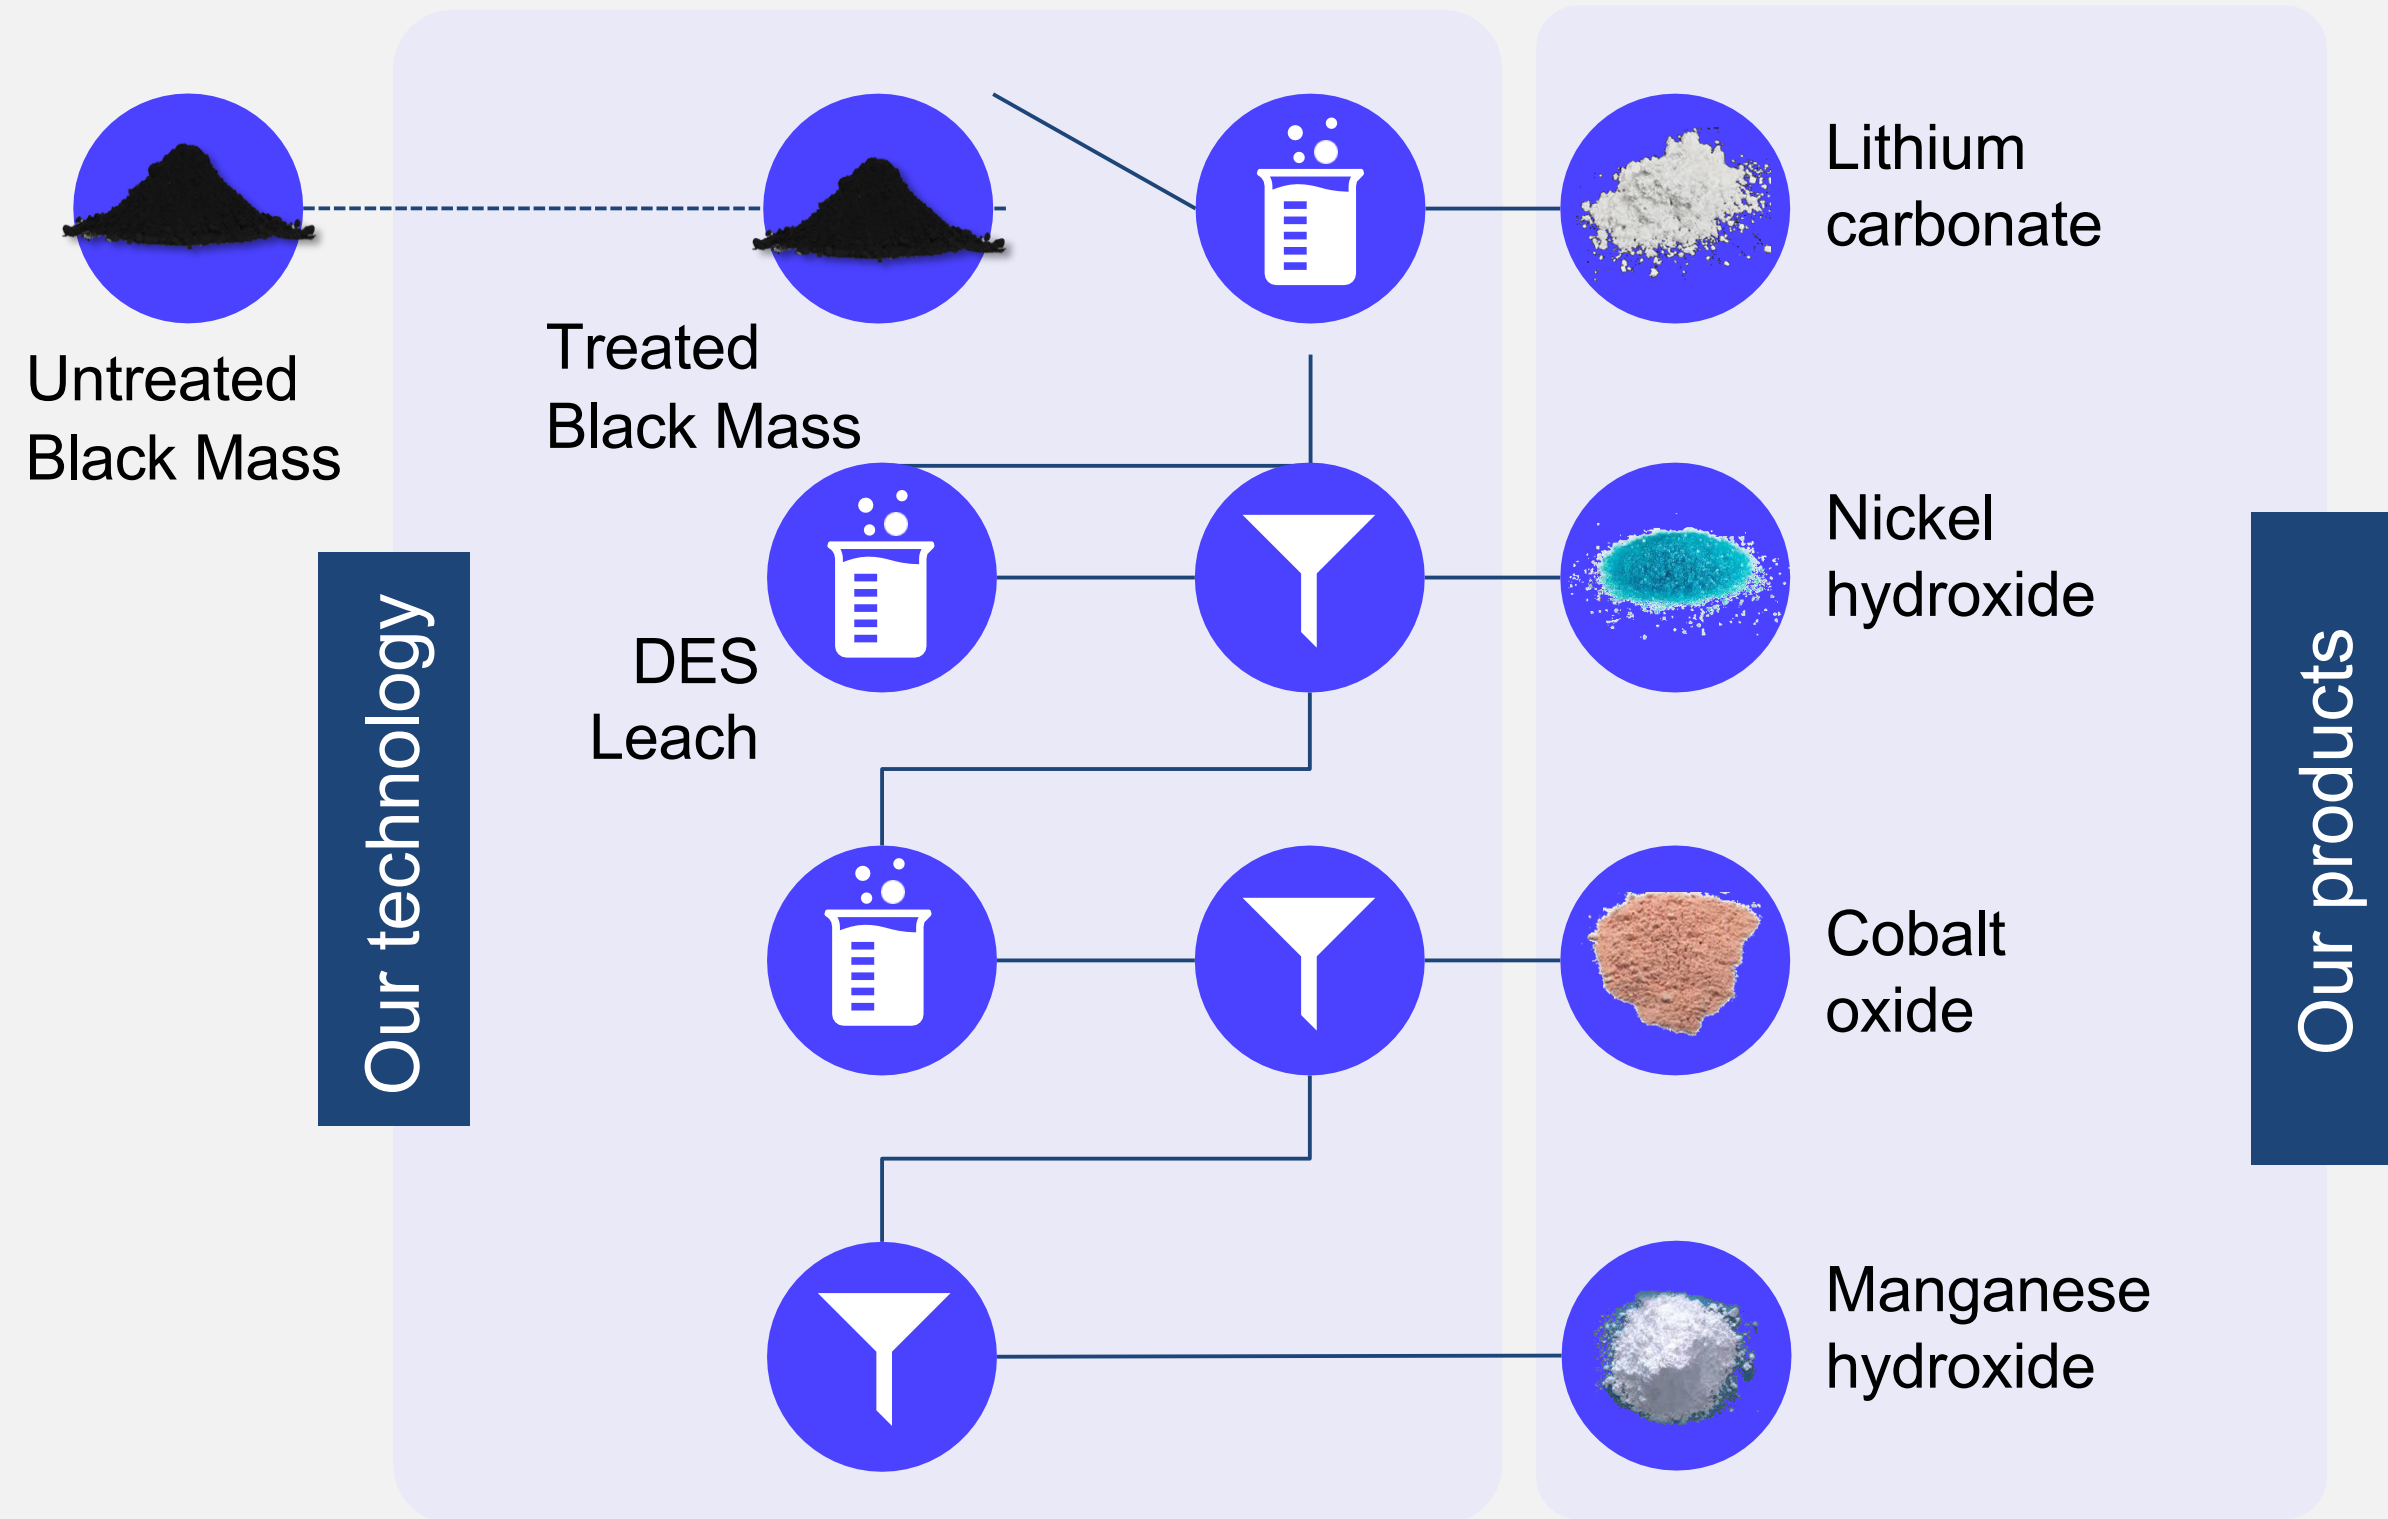 Untreated
Black Mass
Our technology
Treated
Black Mass
DES
Leach
Lithium
carbonate
Nickel
hydroxide
Cobalt
oxide
Manganese
hydroxide
Our products